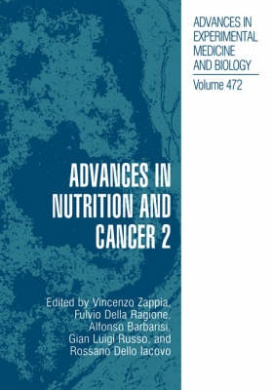 ADVANCES IN
EXPERIMENTAL
MEDICINE
AND BIOLOGY
Volume 472
ADVANCES IN
NUTRITION AND
CANCER 2
Edited by Vincenzo Zappia,
Fulvio Della Ragione,
Alfonso Barbarisi,
Gian Luigi Russo, and
Rossano Dello Iacovo